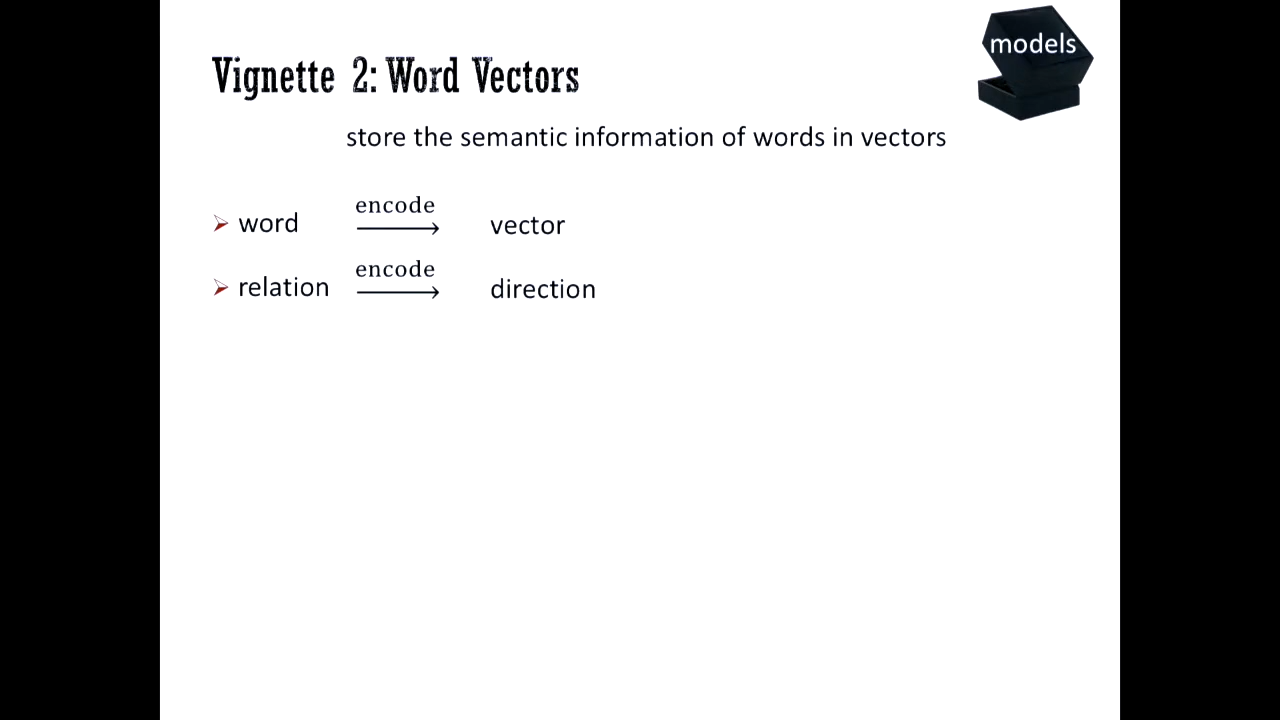 models
Vignette 2: Word Vectors
store the semantic information of words in vectors
encode
➢ word ⟶ vector
encode
➢ relation ⟶ direction